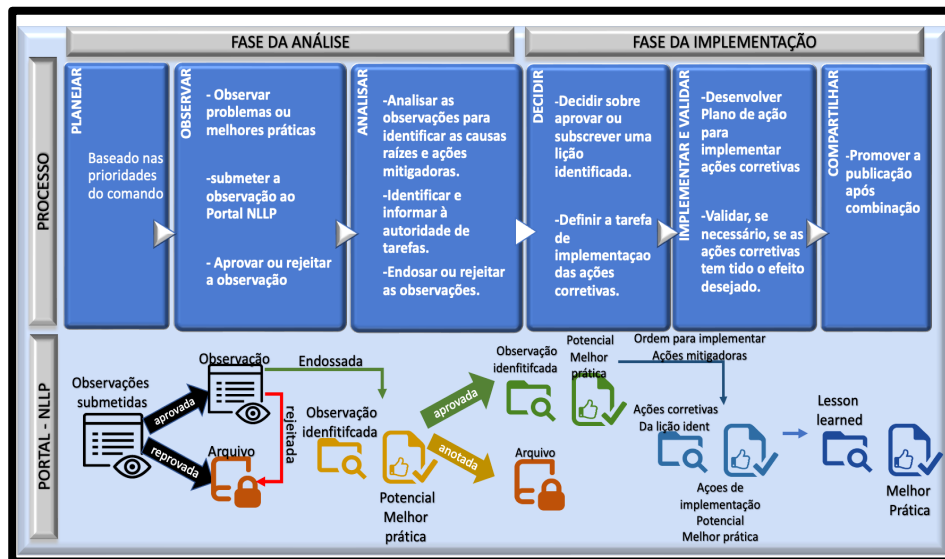 FASE DA ANÁLISE
FASE DA IMPLEMENTAÇÃO
PROCESSO
PLANEJAR
Baseado nas
prioridades
do comando
OBSERVAR
- Observar
problemas ou
melhores práticas
-submeter a
observação ao
Portal NLLP
- Aprovar ou rejeitar
a observação
ANALISAR
-Analisar as
observações para
identificar as causas
raízes e ações
mitigadoras.
-Identificar e
informar à
autoridade de
tarefas.
-Endosar ou rejeitar
as observações.
DECIDIR
-Decidir sobre
aprovar ou
subscrever uma
lição
identificada.
-Definir a tarefa
de
implementaçao
das ações
corretivas.
IMPLEMENTAR E VALIDAR
-Desenvolver
Plano de ação
para
implementar
ações corretivas
-Validar, se
necessário, se as
ações corretivas
tem tido o efeito
desejado.
COMPARTILHAR
-Promover a
publicação
após
combinação
PORTAL - NLLP
Observações
submetidas
aprovada
reprovada
Observação
Arquivo
rejeitada
Endossada
Observação
idenfitifcada
Potencial
Melhor
prática
aprovada
anotada
Observação
idenfitifcada
Potencial
Melhor
prática
Arquivo
Ordem para implementar
Ações mitigadoras
Ações corretivas
Da lição ident
Açoes de
implementação
Potencial
Melhor prática
Lesson
learned
Melhor
Prática